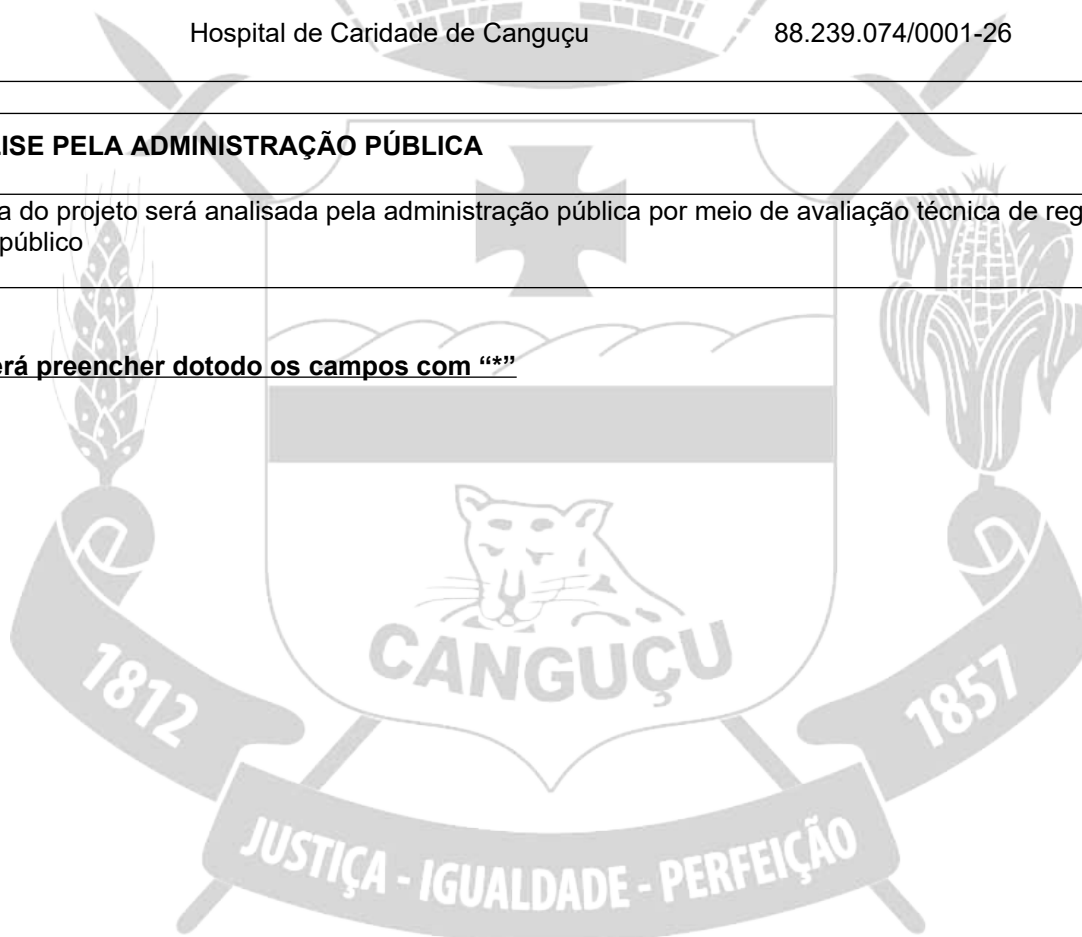 Hospital de Caridade de Canguçu 88.239.074/0001-26
ISE PELA ADMINISTRAÇÃO PÚBLICA
a do projeto será analisada pela administração pública por meio de avaliação técnica de reg
público
erá preencher dotodo os campos com “*”
CANGUÇU
1812
1857
JUSTIÇA - IGUALDADE - PERFEIÇÃO